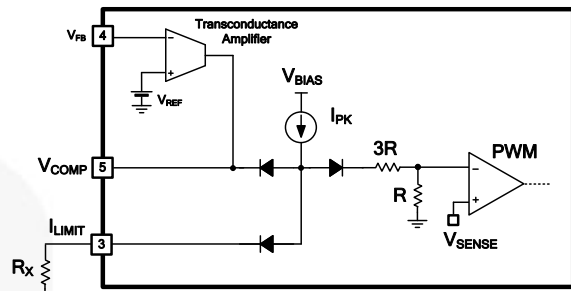 Transconductance
Amplifier
VFB
4
VREF
VBIAS
IPK
VCOMP
5
3R
PWM
R
ILIMIT
3
VSENSE
RX